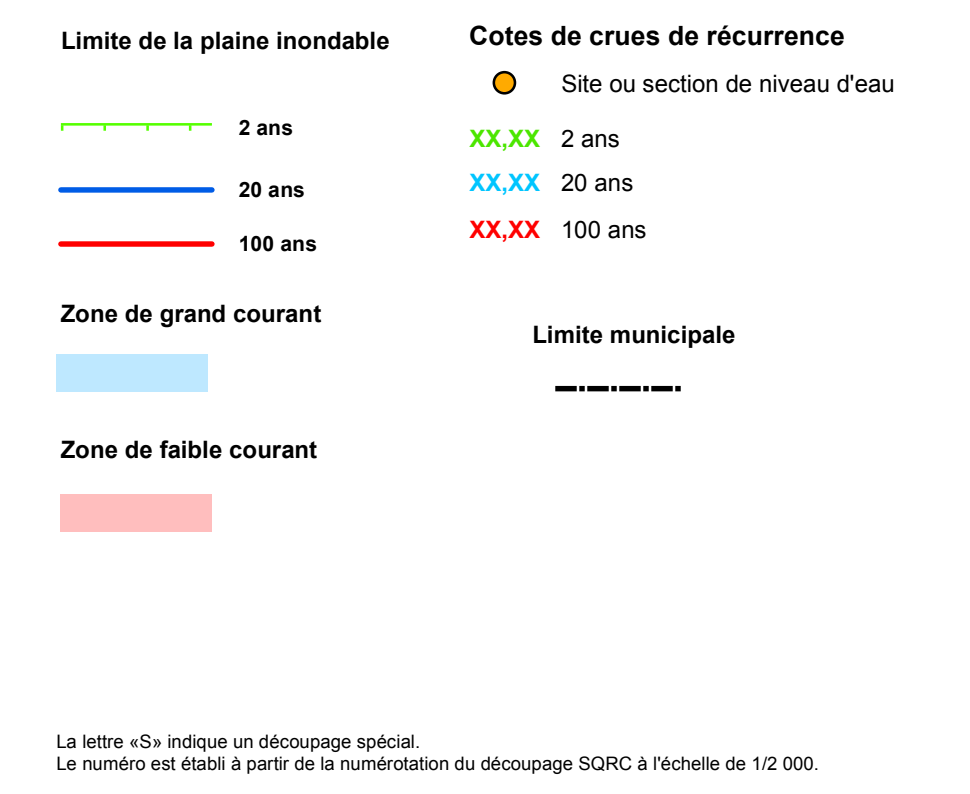 Limite de la plaine inondable
2 ans
20 ans
100 ans
Zone de grand courant
Zone de faible courant
Cotes de crues de récurrence
Site ou section de niveau d'eau
XX,XX 2 ans
XX,XX 20 ans
XX,XX 100 ans
Limite municipale
La lettre «S» indique un découpage spécial.
Le numéro est établi à partir de la numérotation du découpage SQRC à l'échelle de 1/2 000.